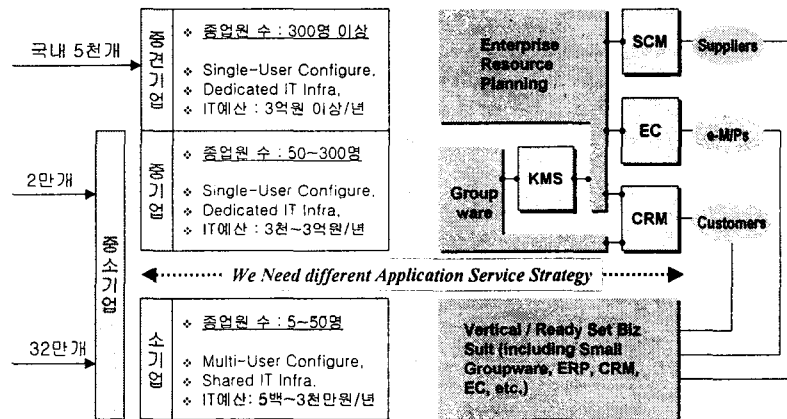 국내 5천개
중견기업
❖ 종업원 수 : 300명 이상
❖ Single-User Configure,
❖ Dedicated IT Infra,
❖ IT예산 : 3억원 이상/년
2만개
중소기업
중기업
❖ 종업원 수 : 50~300명
❖ Single-User Configure,
❖ Dedicated IT Infra,
❖ IT예산 : 3천~3억원/년
Enterprise
Resource
Planning
SCM
Suppliers
EC
e-M/Ps
KMS
Group
ware
CRM
Customers
We Need different Application Service Strategy
32만개
소기업
❖ 종업원 수 : 5~50명
❖ Multi-User Configure,
❖ Shared IT Infra,
❖ IT예산: 5백~3천만원/년
Vertical / Ready Set Biz
Suit (including Small
Groupware, ERP, CRM,
EC, etc,)